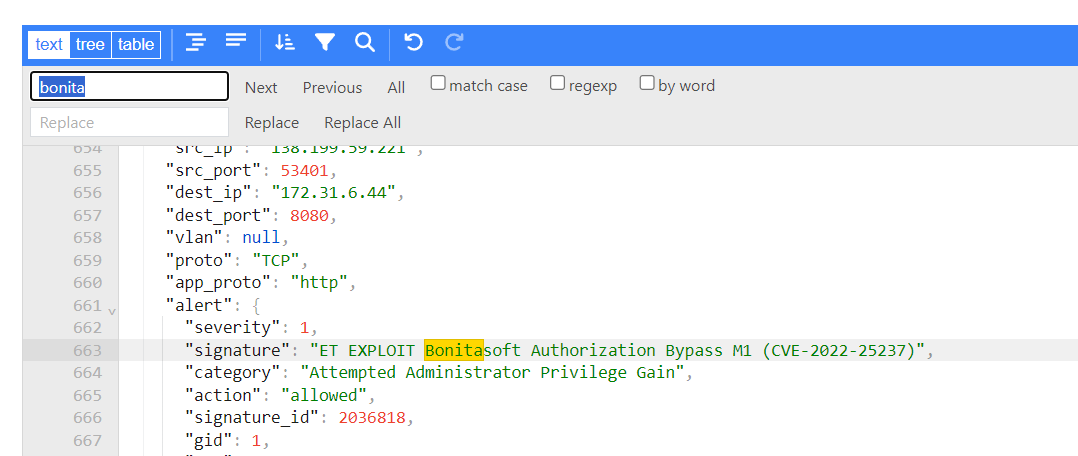 text tree table
bonita Next Previous All match case regexp by word
Replace Replace Replace All
654 "src_ip": "138.199.59.221",
655 "src_port": 53401,
656 "dest_ip": "172.31.6.44",
657 "dest_port": 8080,
658 "vlan": null,
659 "proto": "TCP",
660 "app_proto": "http",
661 "alert": {
662 "severity": 1,
663 "signature": "ET EXPLOIT Bonitasoft Authorization Bypass M1 (CVE-2022-25237)",
664 "category": "Attempted Administrator Privilege Gain",
665 "action": "allowed",
666 "signature_id": 2036818,
667 "gid": 1,